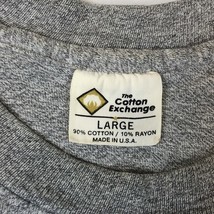 The
Cotton
Exchange
LARGE
90% COTTON / 10% RAYON
MADE IN U.S.A.